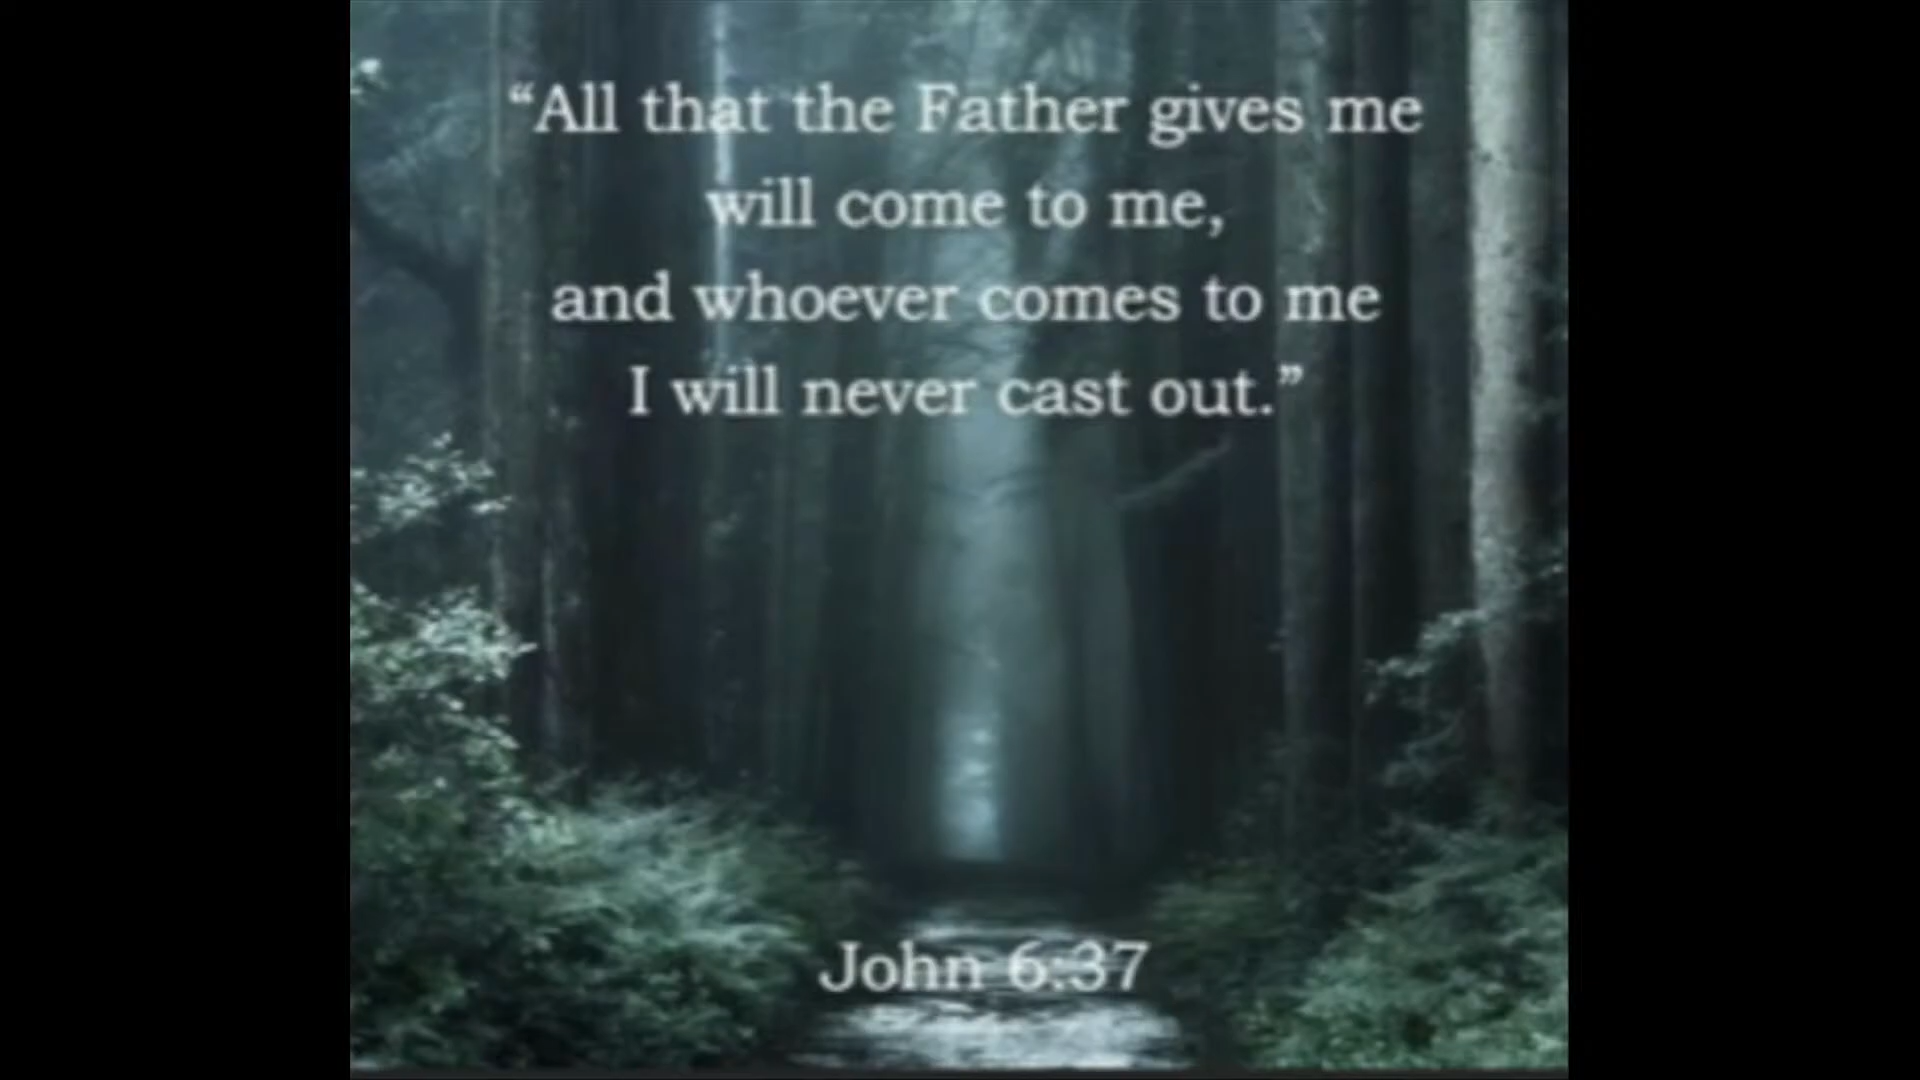 “All that the Father gives me
will come to me,
and whoever comes to me
I will never cast out.”
John 6:37